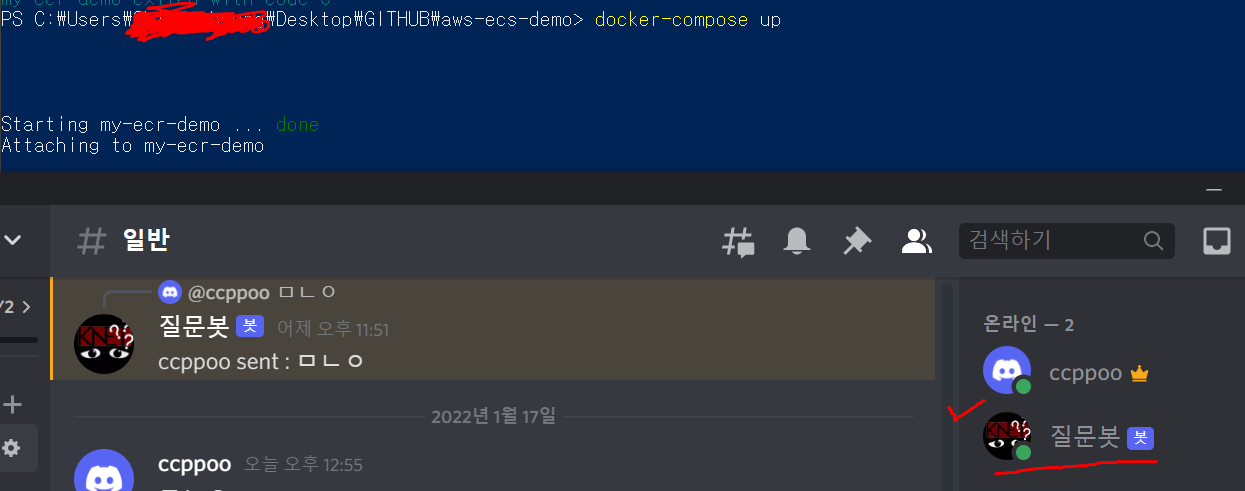 my-ecr-demo exited with code 0
PS C:\Users\
\Desktop\GITHUB\aws-ecs-demo> docker-compose up
Starting my-ecr-demo ... done
Attaching to my-ecr-demo
일반
검색하기
/2
@ccppoo ㅁㄴㅇ
질문봇 봇 어제 오후 11:51
ccppoo sent : ㅁㄴㅇ
2022년 1월 17일
ccppoo 오늘 오후 12:55
온라인 — 2
ccppoo
질문봇 봇